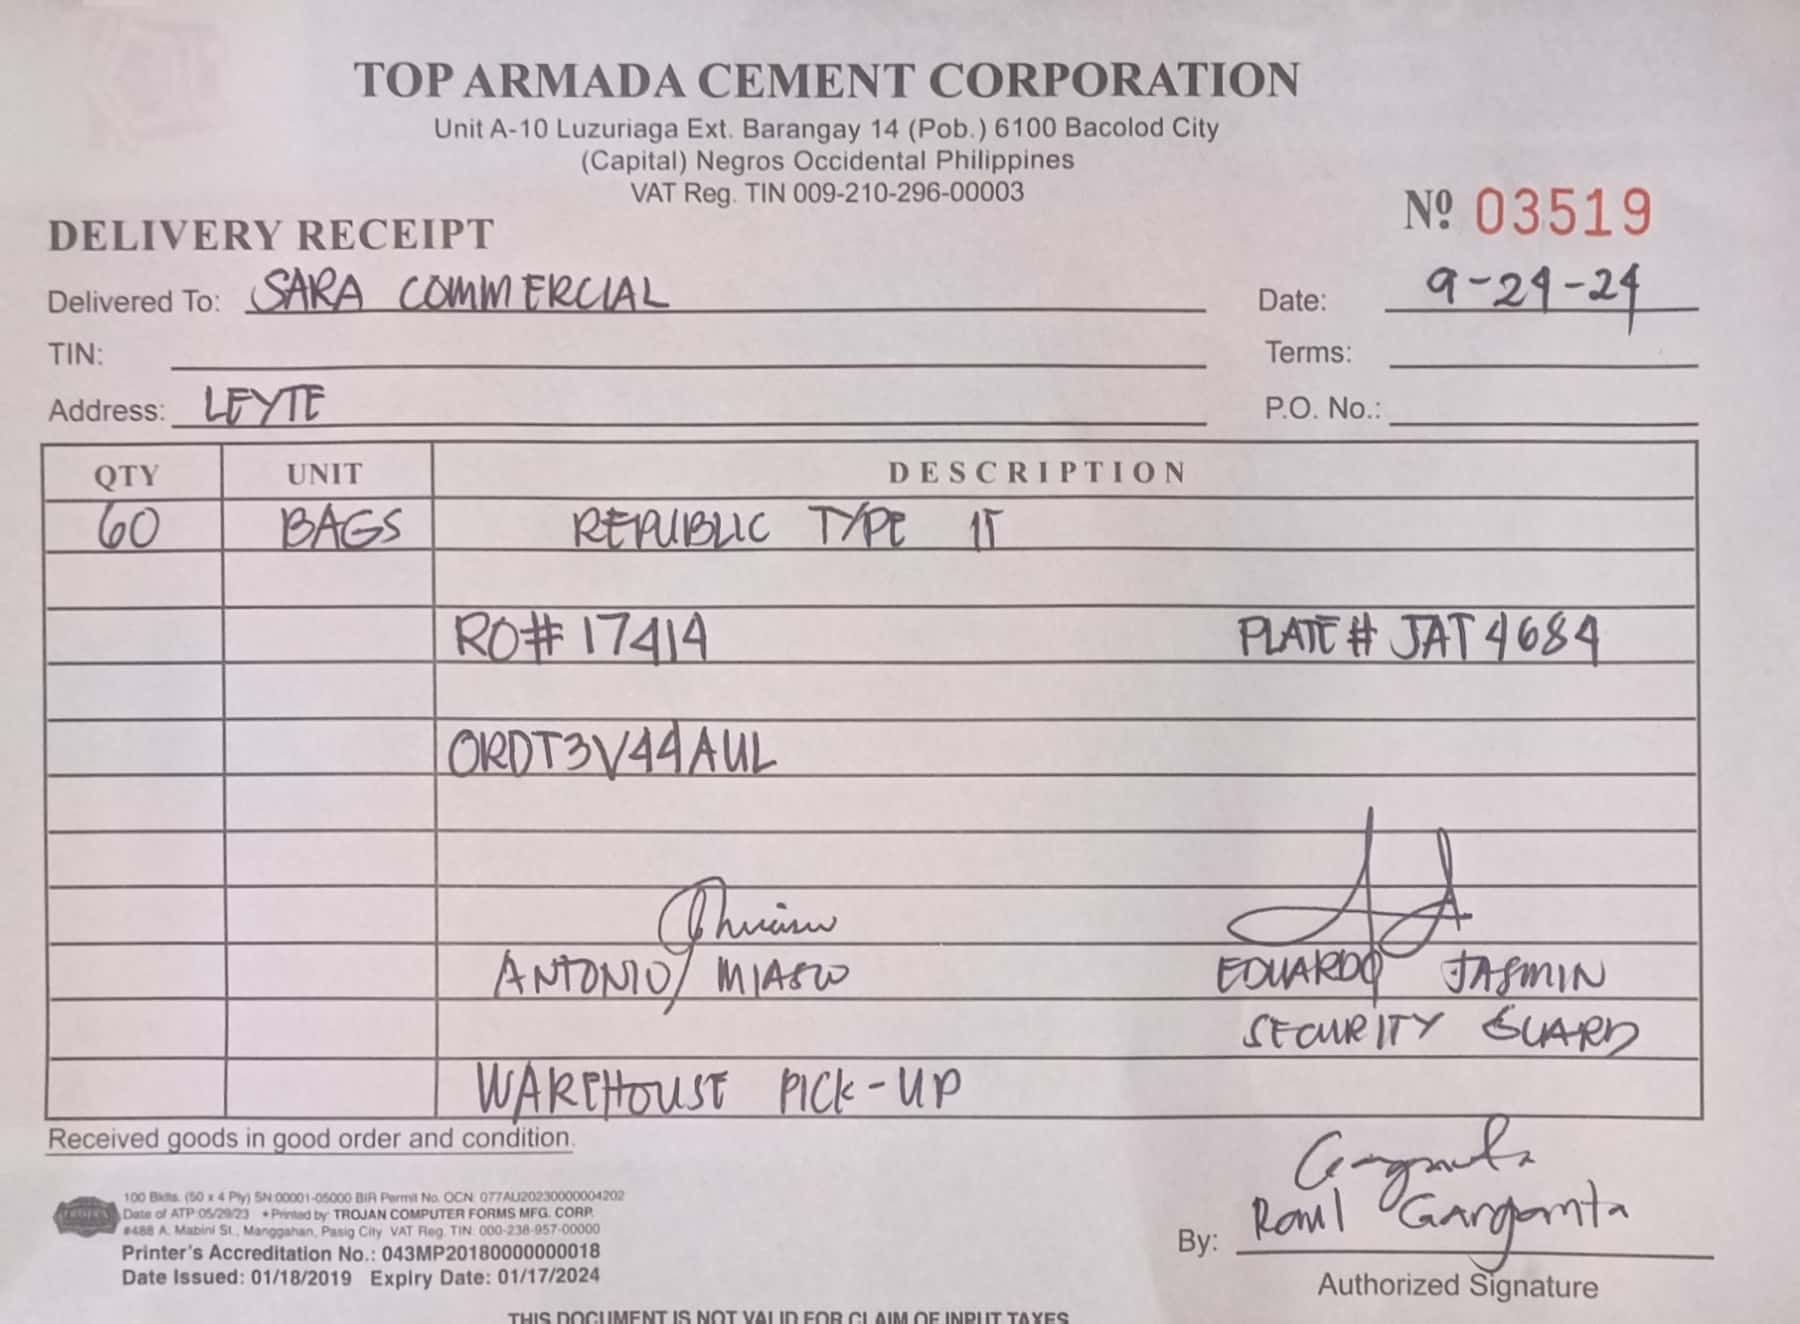 TOP ARMADA CEMENT CORPORATION
Unit A-10 Luzuriaga Ext. Barangay 14 (Pob.) 6100 Bacolod City
(Capital) Negros Occidental Philippines
VAT Reg. TIN 009-210-296-00003
DELIVERY RECEIPT Nº 03519
Delivered To: SARA COMMERCIAL Date: 9-24-24
TIN: Terms:
Address: LEYTE P.O. No.:
QTY UNIT DESCRIPTION
60 BAGS REPUBLIC TYPE 1T
RO# 17414 PLATE# JAT 4684
ORDT3V44AUL
ANTONIO MIASCO EDUARDO JASMIN
SECURITY GUARD
WAREHOUSE PICK-UP
Received goods in good order and condition.
100 Bklts. (50 x 4 Ply) SN:00001-05000 BIR Permit No. OCN: 077AU20230000004202
Date of ATP:05/29/23 • Printed by: TROJAN COMPUTER FORMS MFG. CORP.
#488 A. Mabini St., Manggahan, Pasig City VAT Reg. TIN: 000-238-957-00000
Printer's Accreditation No.: 043MP20180000000018
Date Issued: 01/18/2019 Expiry Date: 01/17/2024
By: Raul Garganta
Authorized Signature
THIS DOCUMENT IS NOT VALID FOR CLAIM OF INPUT TAXES